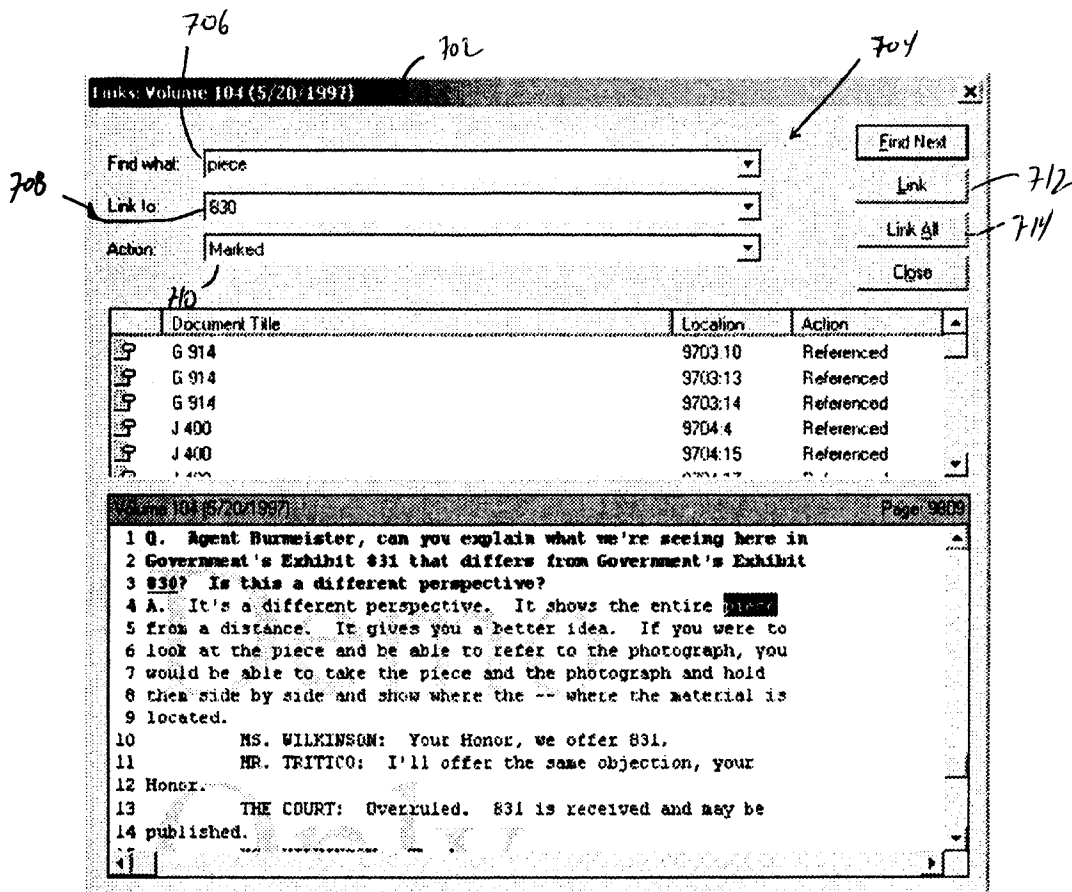 706
702
704
Links: Volume 104 (5/20/1997)
Find what: piece
Find Next
708
Link to: 830
Link
712
Action: Marked
Link All
714
Close
710
Document Title Location Action
G 914 9703:10 Referenced
G 914 9703:13 Referenced
G 914 9703:14 Referenced
J 400 9704:4 Referenced
J 400 9704:15 Referenced
Volume 104 (5/20/1997) Page: 9809
1 Q. Agent Burmeister, can you explain what we're seeing here in
2 Government's Exhibit 831 that differs from Government's Exhibit
3 830? Is this a different perspective?
4 A. It's a different perspective. It shows the entire piece
5 from a distance. It gives you a better idea. If you were to
6 look at the piece and be able to refer to the photograph, you
7 would be able to take the piece and the photograph and hold
8 them side by side and show where the -- where the material is
9 located.
10 MS. WILKINSON: Your Honor, we offer 831.
11 MR. TRITICO: I'll offer the same objection, your
12 Honor.
13 THE COURT: Overruled. 831 is received and may be
14 published.
Demo
Only